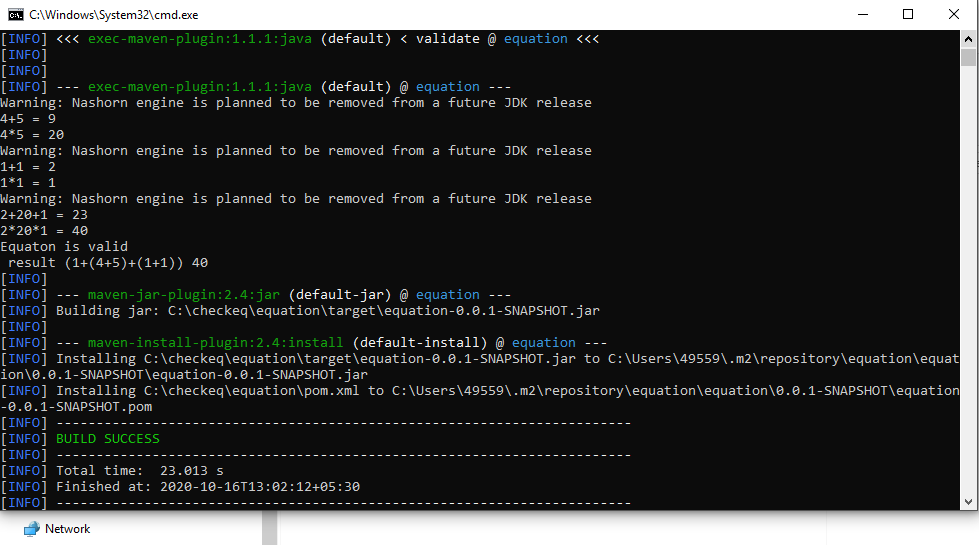 C:\Windows\System32\cmd.exe
[INFO] <<< exec-maven-plugin:1.1.1:java (default) < validate @ equation <<<
[INFO]
[INFO]
[INFO] --- exec-maven-plugin:1.1.1:java (default) @ equation ---
Warning: Nashorn engine is planned to be removed from a future JDK release
4+5 = 9
4*5 = 20
Warning: Nashorn engine is planned to be removed from a future JDK release
1+1 = 2
1*1 = 1
Warning: Nashorn engine is planned to be removed from a future JDK release
2+20+1 = 23
2*20*1 = 40
Equaton is valid
 result (1+(4+5)+(1+1)) 40
[INFO]
[INFO] --- maven-jar-plugin:2.4:jar (default-jar) @ equation ---
[INFO] Building jar: C:\checkeq\equation\target\equation-0.0.1-SNAPSHOT.jar
[INFO]
[INFO] --- maven-install-plugin:2.4:install (default-install) @ equation ---
[INFO] Installing C:\checkeq\equation\target\equation-0.0.1-SNAPSHOT.jar to C:\Users\49559\.m2\repository\equation\equat
ion\0.0.1-SNAPSHOT\equation-0.0.1-SNAPSHOT.jar
[INFO] Installing C:\checkeq\equation\pom.xml to C:\Users\49559\.m2\repository\equation\equation\0.0.1-SNAPSHOT\equation
-0.0.1-SNAPSHOT.pom
[INFO] ------------------------------------------------------------------------
[INFO] BUILD SUCCESS
[INFO] ------------------------------------------------------------------------
[INFO] Total time:  23.013 s
[INFO] Finished at: 2020-10-16T13:02:12+05:30
[INFO] ------------------------------------------------------------------------
Network